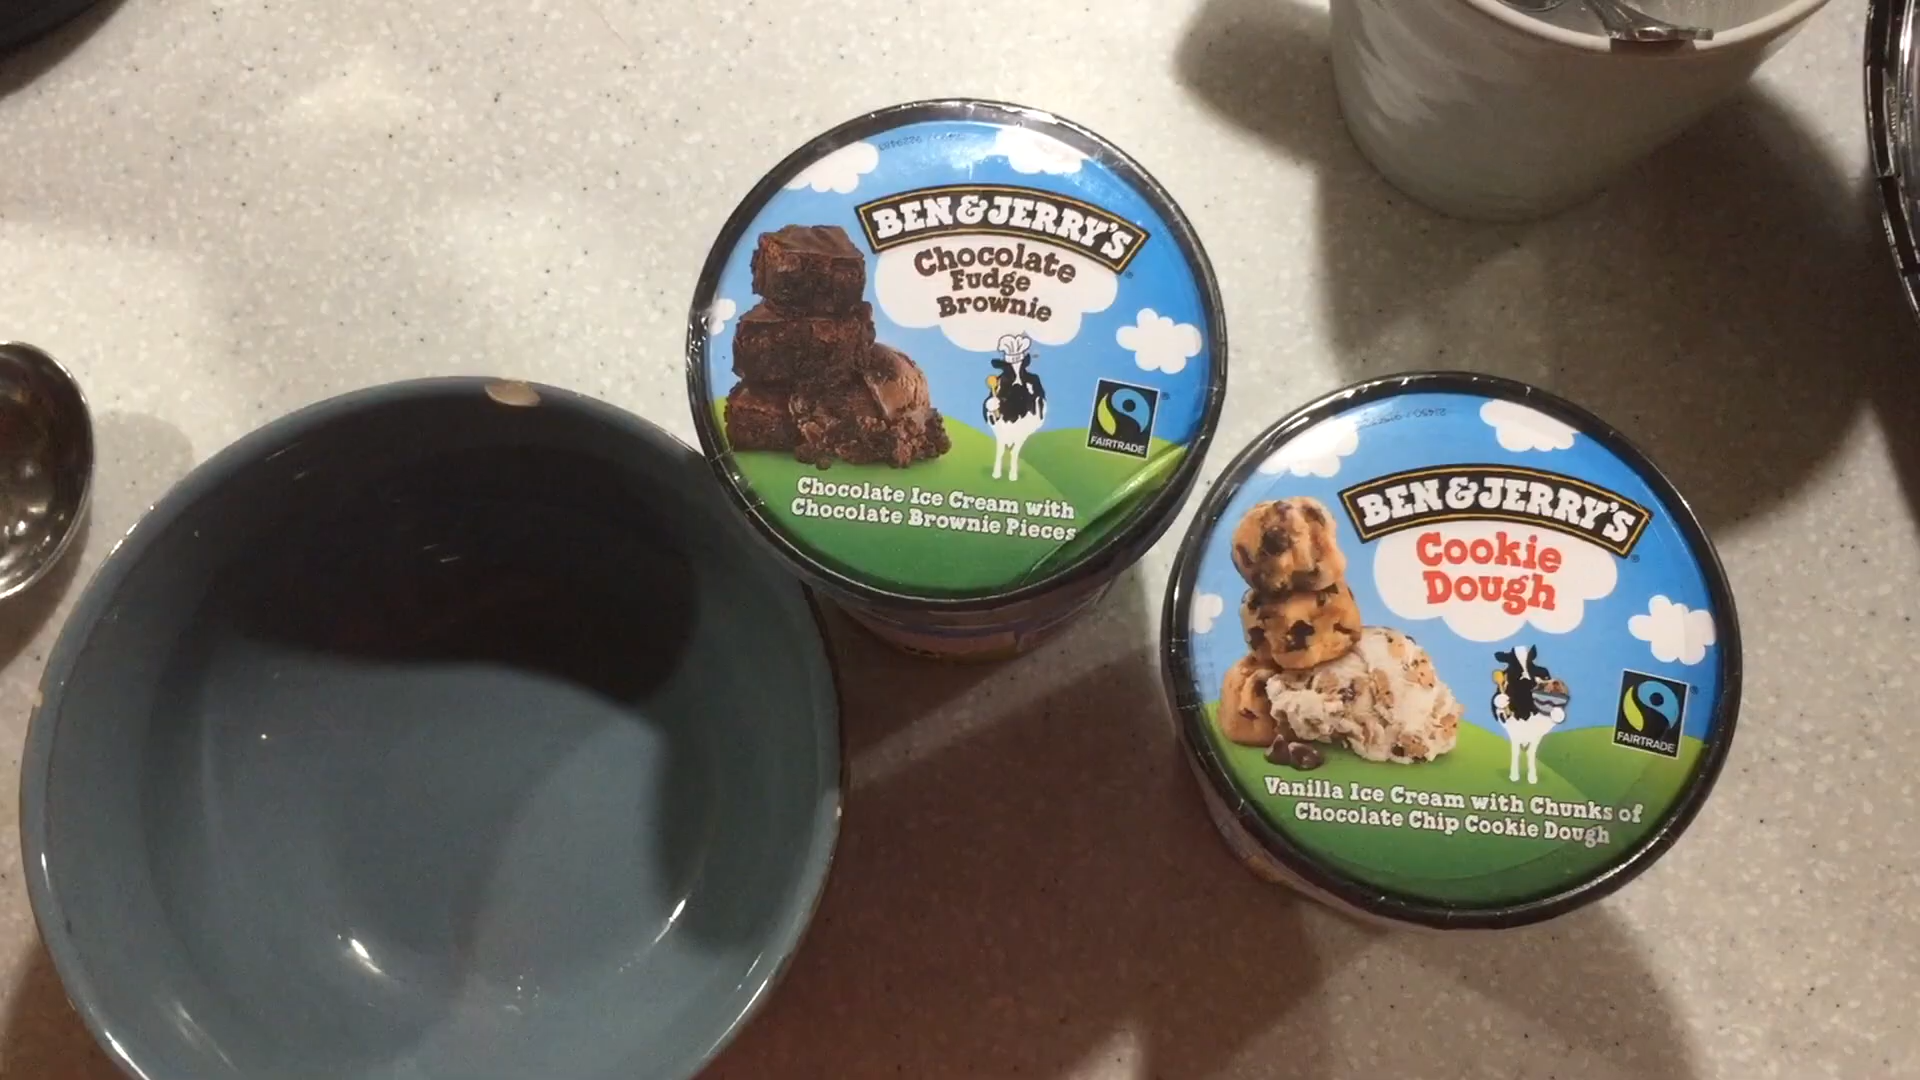 BEN & JERRY'S
Chocolate
Fudge
Brownie
FAIRTRADE
Chocolate Ice Cream with
Chocolate Brownie Pieces
BEN & JERRY'S
Cookie
Dough
FAIRTRADE
Vanilla Ice Cream with Chunks of
Chocolate Chip Cookie Dough